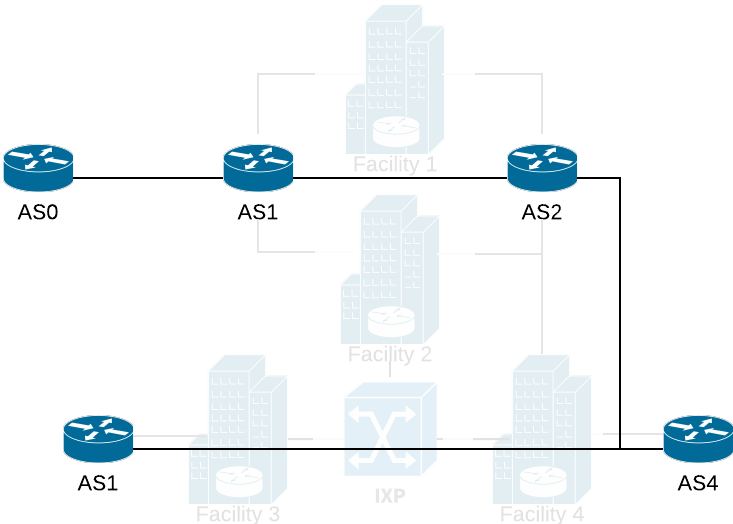 Facility 1
AS0
AS1
AS2
Facility 2
AS1
AS4
IXP
Facility 3
Facility 4